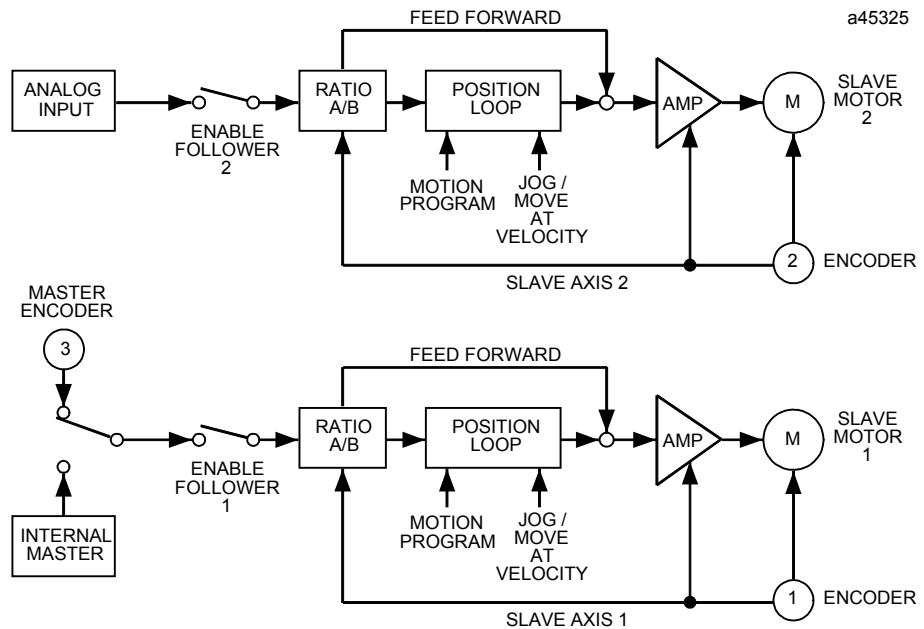 a45325
FEED FORWARD
ANALOG
INPUT
ENABLE
FOLLOWER
2
RATIO
A/B
POSITION
LOOP
MOTION
PROGRAM
JOG /
MOVE
AT
VELOCITY
AMP
M
SLAVE
MOTOR
2
SLAVE AXIS 2
2
ENCODER
MASTER
ENCODER
3
INTERNAL
MASTER
ENABLE
FOLLOWER
1
FEED FORWARD
RATIO
A/B
POSITION
LOOP
MOTION
PROGRAM
JOG /
MOVE
AT
VELOCITY
AMP
M
SLAVE
MOTOR
1
SLAVE AXIS 1
1
ENCODER